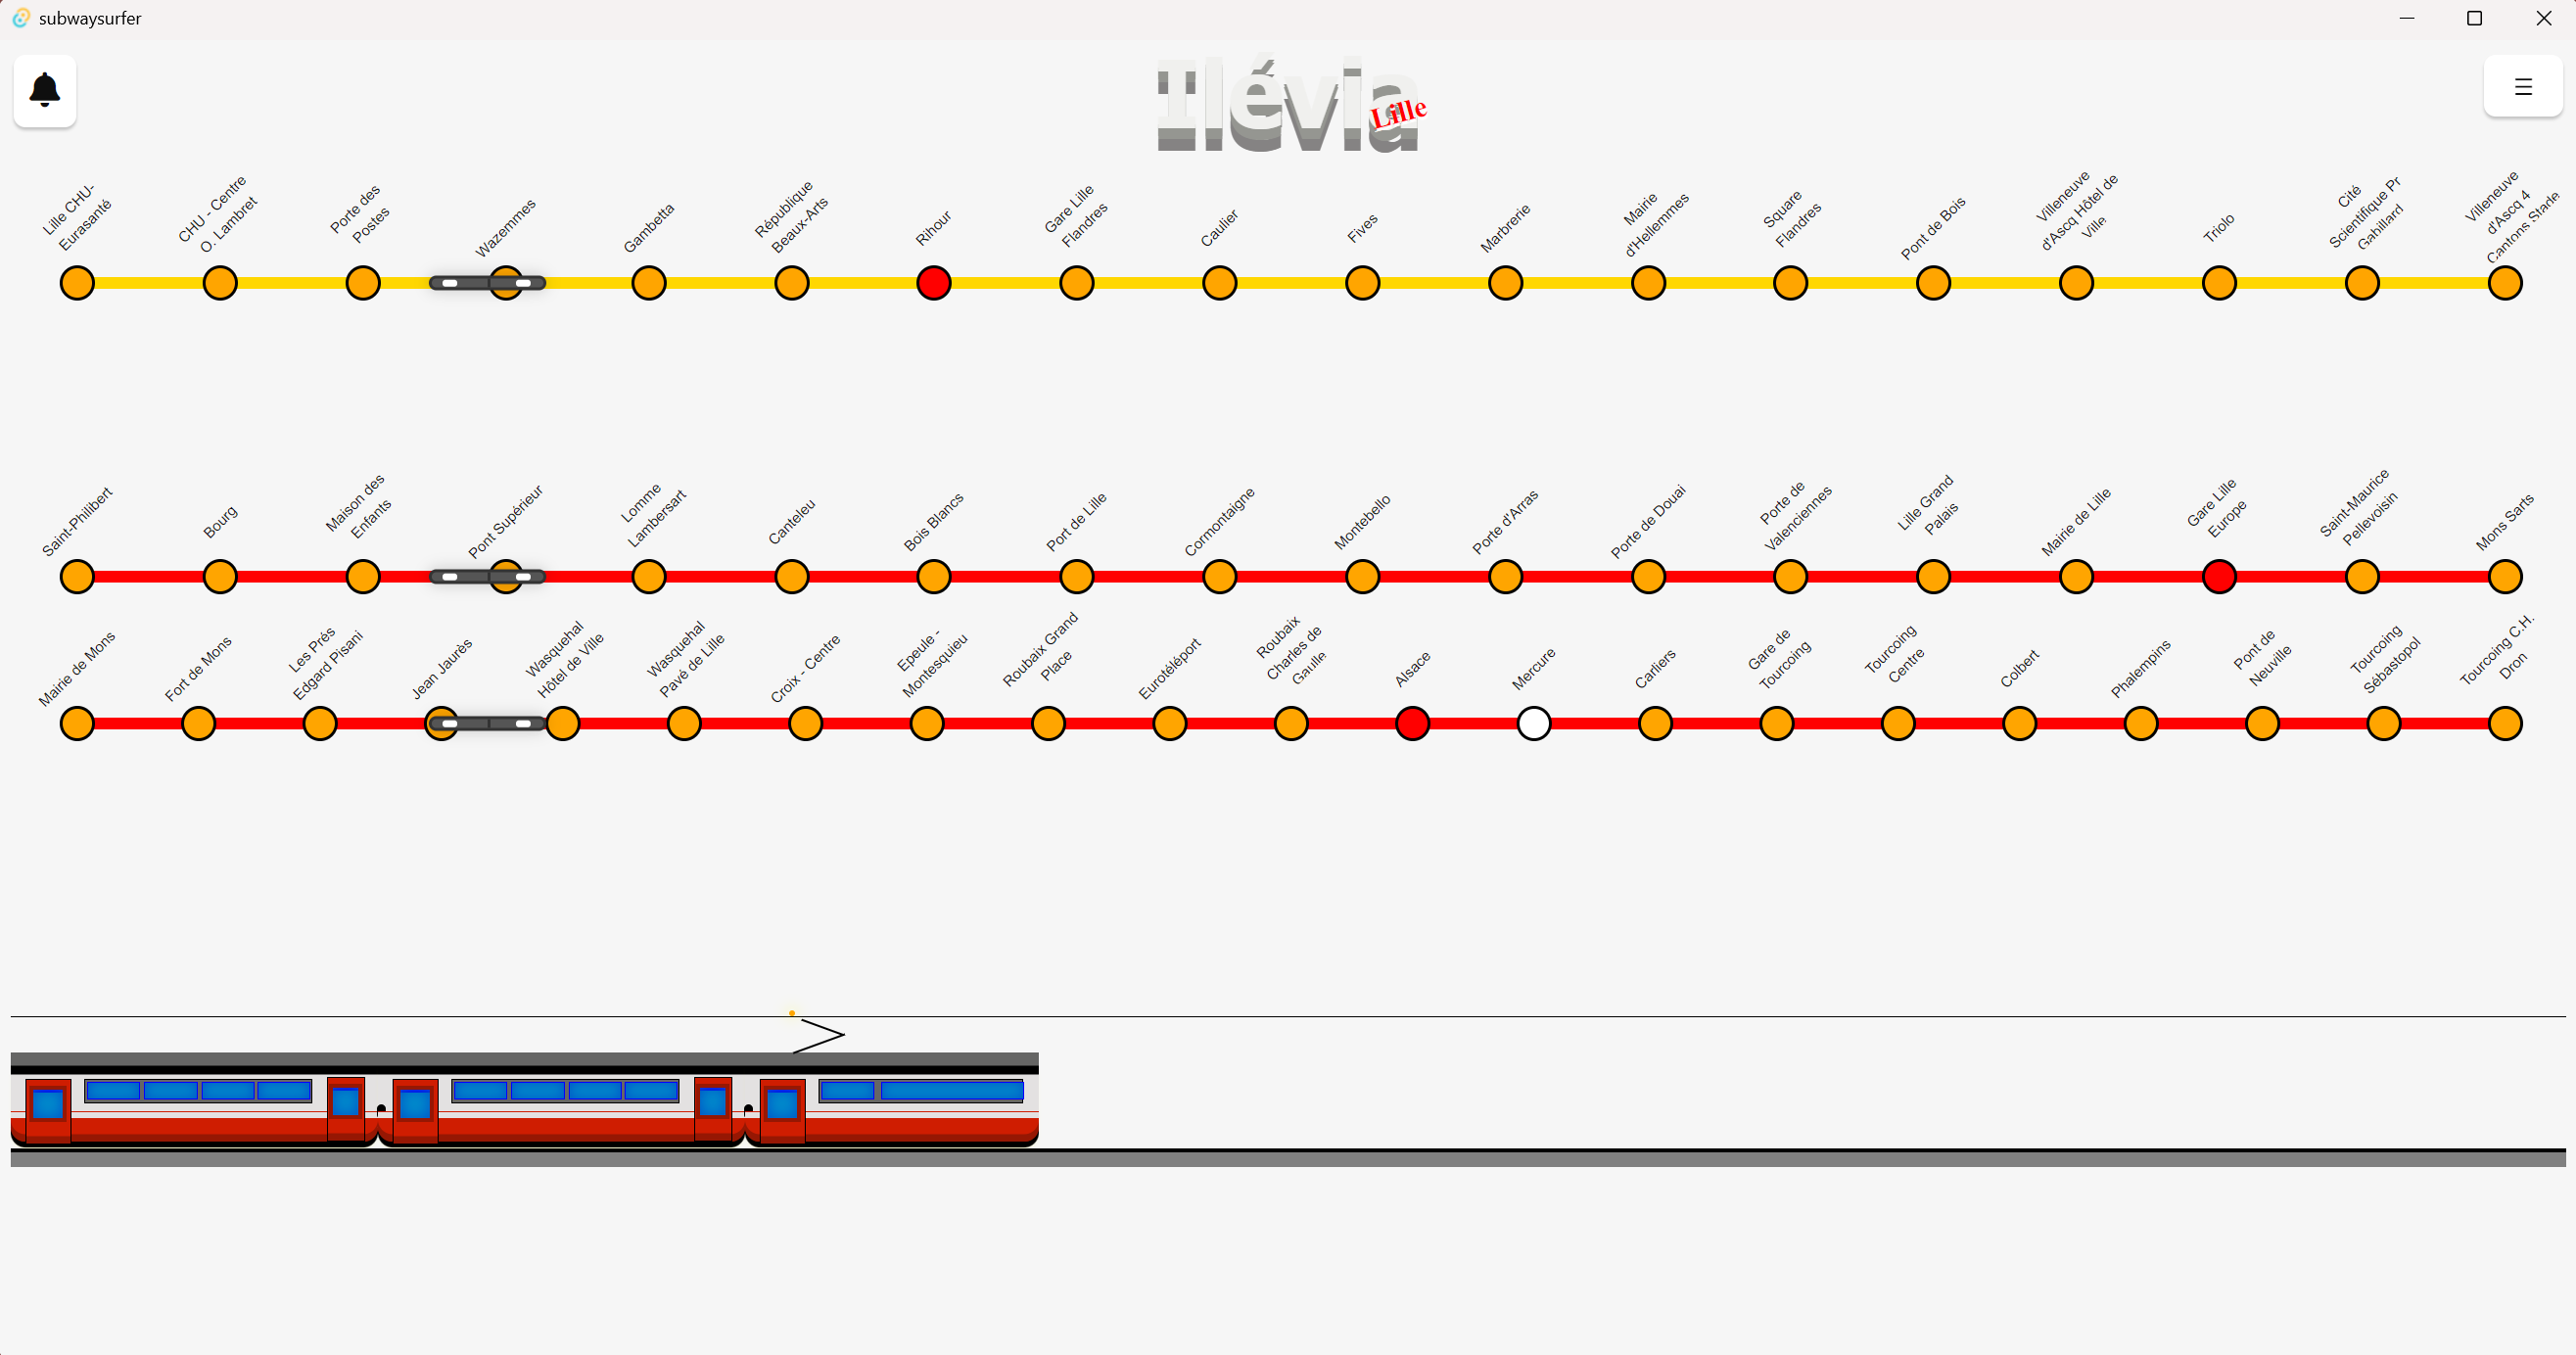 subwaysurfer
Ilévia
Lille
Lille CHU-
Eurasanté
CHU - Centre
O. Lambret
Porte des
Postes
Wazemmes
Gambetta
République
Beaux-Arts
Rihour
Gare Lille
Flandres
Caulier
Fives
Marbrerie
Mairie
d'Hellemmes
Square
Flandres
Pont de Bois
Villeneuve
d'Ascq Hôtel de
Ville
Triolo
Cité
Scientifique Pr
Gabillard
Villeneuve
d'Ascq 4
Cantons Stade
Saint-Philibert
Bourg
Maison des
Enfants
Pont Supérieur
Lomme
Lambersart
Canteleu
Bois Blancs
Port de Lille
Cormontaigne
Montebello
Porte d'Arras
Porte de Douai
Porte de
Valenciennes
Lille Grand
Palais
Mairie de Lille
Gare Lille
Europe
Saint-Maurice
Pellevoisin
Mons Sarts
Mairie de Mons
Fort de Mons
Les Prés
Edgard Pisani
Jean Jaurès
Wasquehal
Hôtel de Ville
Wasquehal
Pavé de Lille
Croix - Centre
Epeule -
Montesquieu
Roubaix Grand
Place
Eurotéléport
Roubaix
Charles de
Gaulle
Alsace
Mercure
Carliers
Gare de
Tourcoing
Tourcoing
Centre
Colbert
Phalempins
Pont de
Neuville
Tourcoing
Sébastopol
Tourcoing C.H.
Dron